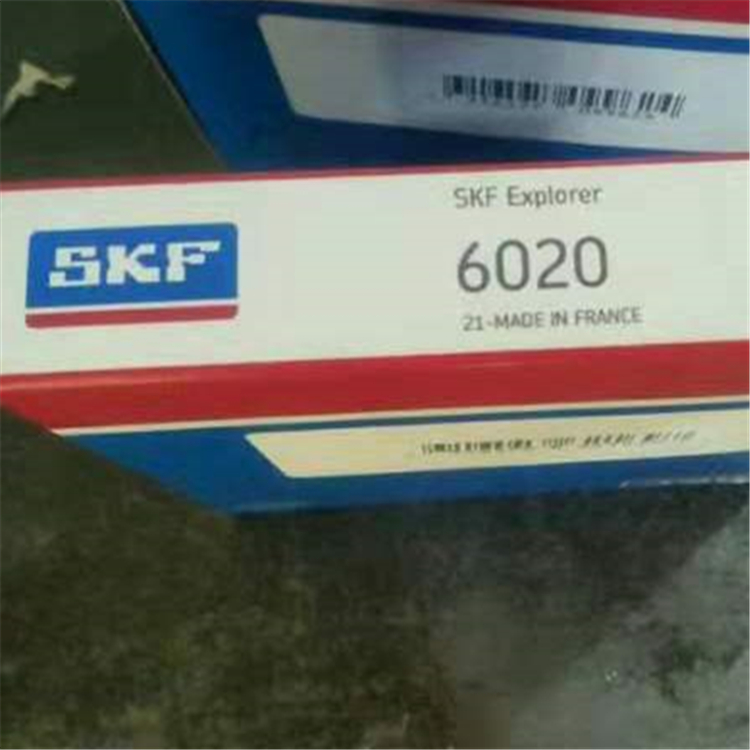 SKF Explorer
SKF
6020
21-MADE IN FRANCE